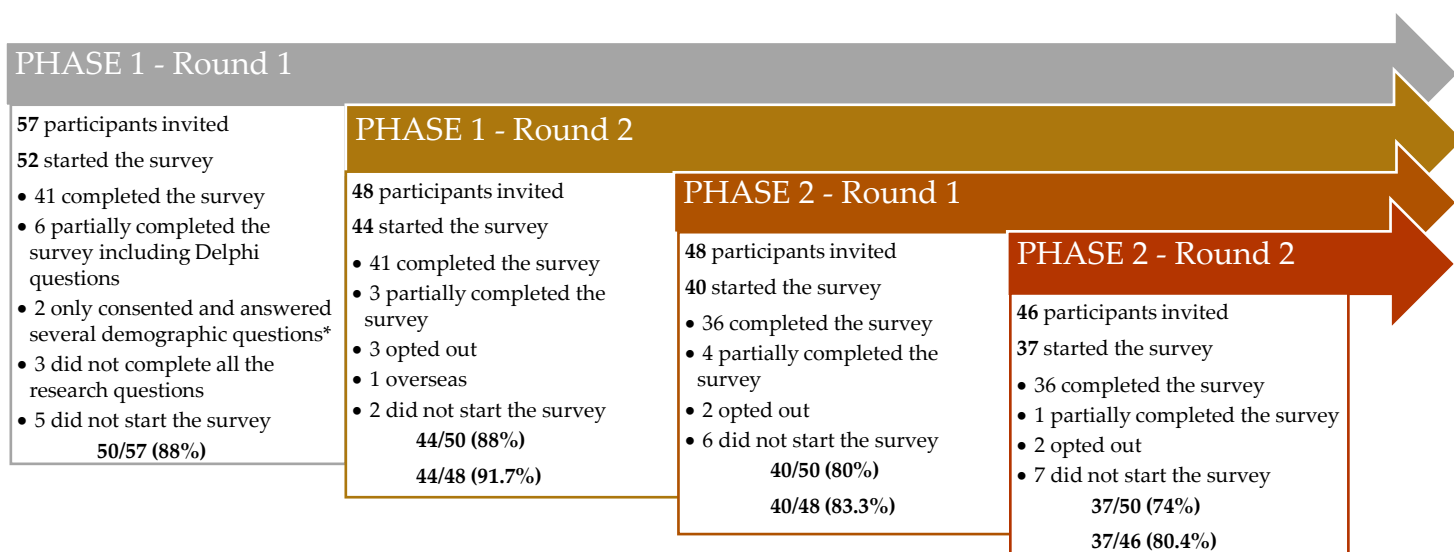 PHASE 1 - Round 1
57 participants invited
52 started the survey
• 41 completed the survey
• 6 partially completed the
survey including Delphi
questions
• 2 only consented and answered
several demographic questions*
• 3 did not complete all the
research questions
• 5 did not start the survey
50/57 (88%)
PHASE 1 - Round 2
48 participants invited
44 started the survey
• 41 completed the survey
• 3 partially completed the
survey
• 3 opted out
• 1 overseas
• 2 did not start the survey
44/50 (88%)
44/48 (91.7%)
PHASE 2 - Round 1
48 participants invited
40 started the survey
• 36 completed the survey
• 4 partially completed the
survey
• 2 opted out
• 6 did not start the survey
40/50 (80%)
40/48 (83.3%)
PHASE 2 - Round 2
46 participants invited
37 started the survey
• 36 completed the survey
• 1 partially completed the survey
• 2 opted out
• 7 did not start the survey
37/50 (74%)
37/46 (80.4%)